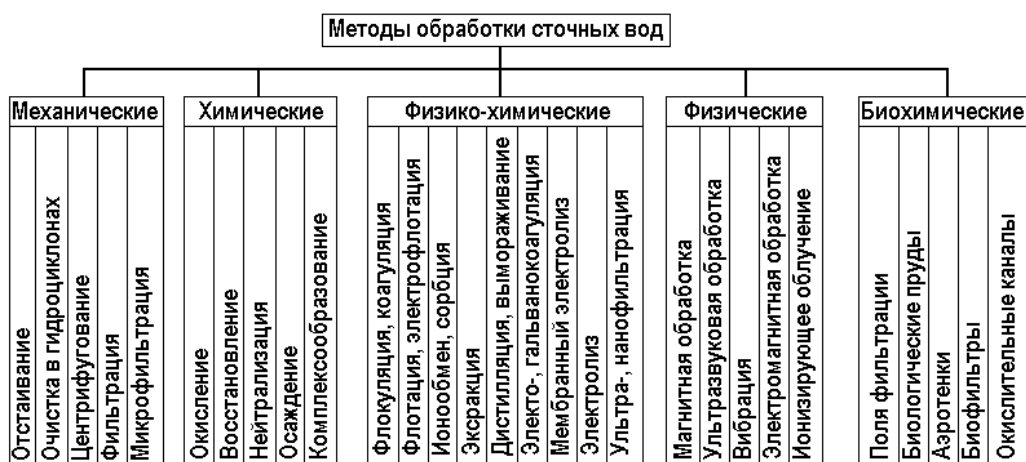 Методы обработки сточных вод
Механические
Отстаивание
Очистка в гидроциклонах
Центрифугование
Фильтрация
Микрофильтрация
Химические
Окисление
Восстановление
Нейтрализация
Осаждение
Комплексообразование
Физико-химические
Флокуляция, коагуляция
Флотация, электрофлотация
Ионообмен, сорбция
Эксракция
Дистилляция, вымораживание
Электо-, гальванокоагуляция
Мембранный электролиз
Электролиз
Ультра-, нанофильтрация
Физические
Магнитная обработка
Ультразвуковая обработка
Вибрация
Электромагнитная обработка
Ионизирующее облучение
Биохимические
Поля фильтрации
Биологические пруды
Аэротенки
Биофильтры
Окислительные каналы